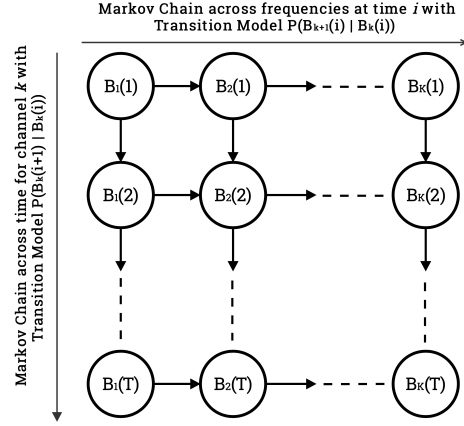 Markov Chain across frequencies at time i with
Transition Model P(Bₖ₊₁(i) | Bₖ(i))
Markov Chain across time for channel k with
Transition Model P(Bₖ(i+1) | Bₖ(i))
B₁(1) B₂(1) Bₖ(1)
B₁(2) B₂(2) Bₖ(2)
B₁(T) B₂(T) Bₖ(T)